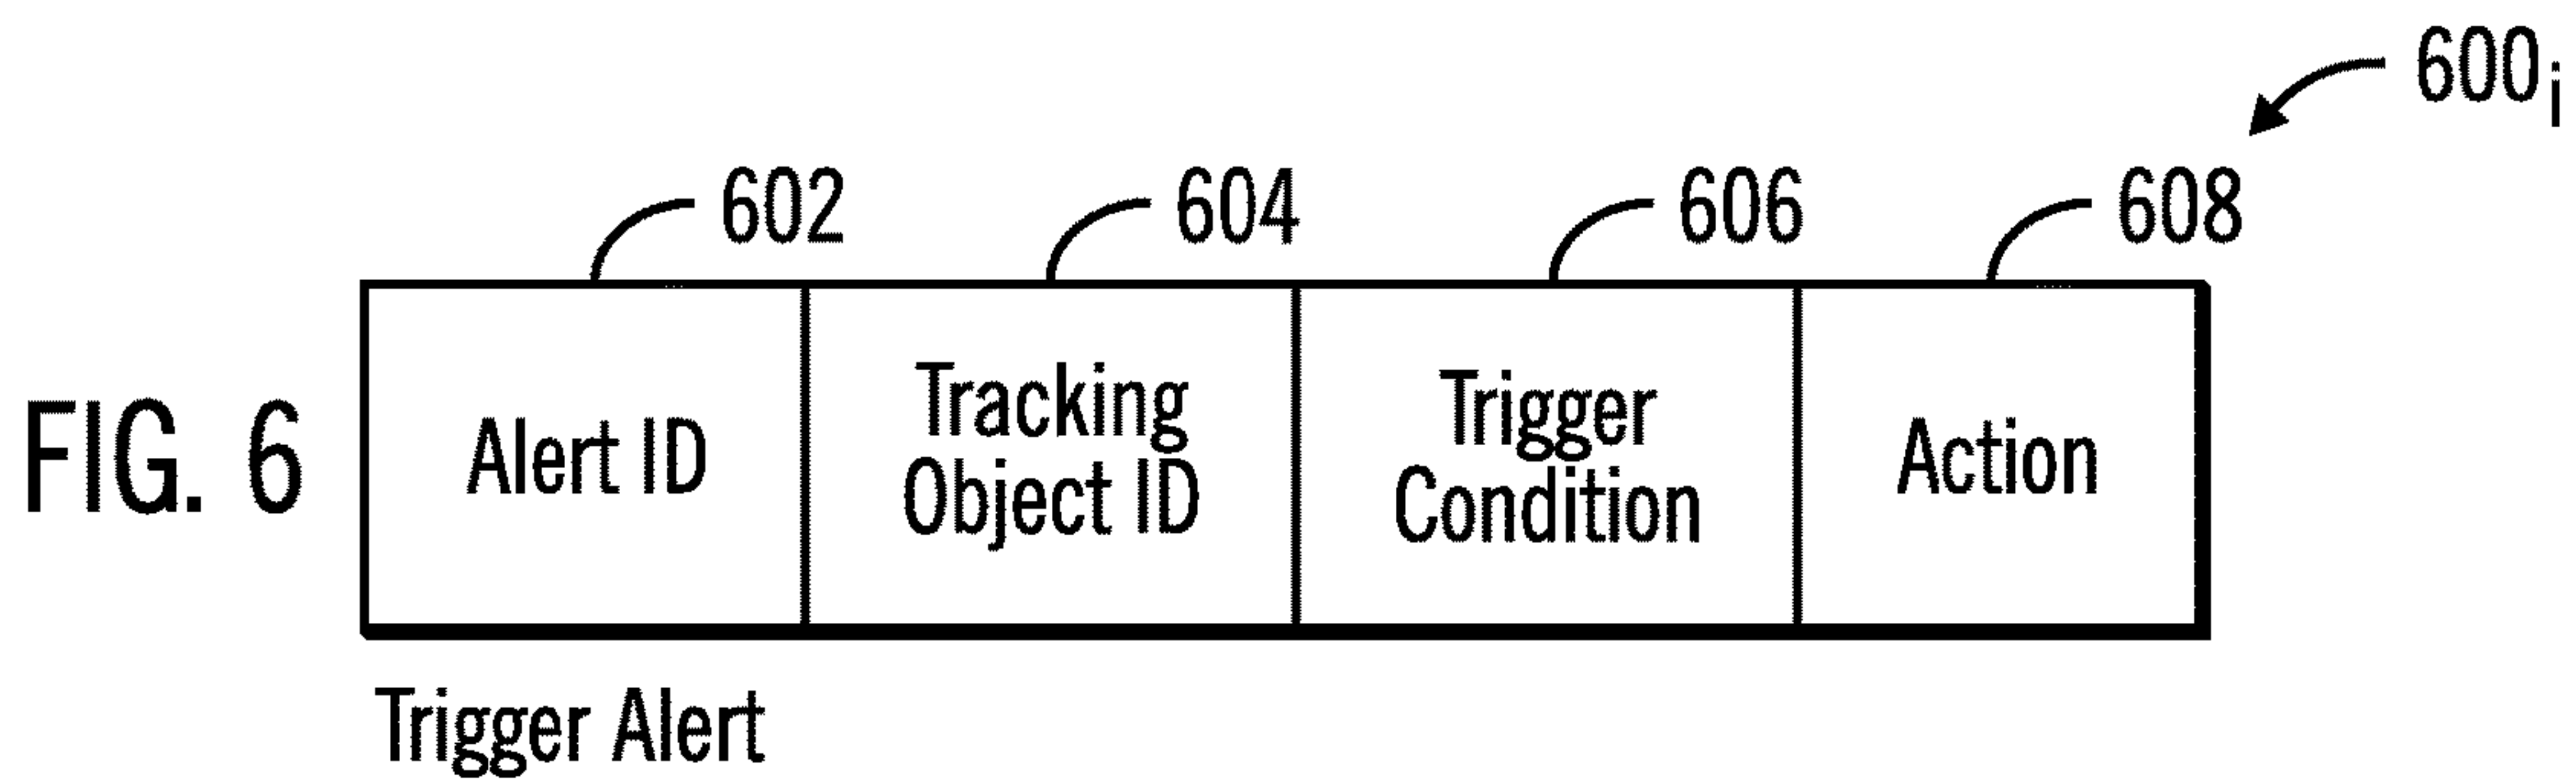 600i
602 604 606 608
FIG. 6
Alert ID
Tracking
Object ID
Trigger
Condition
Action
Trigger Alert